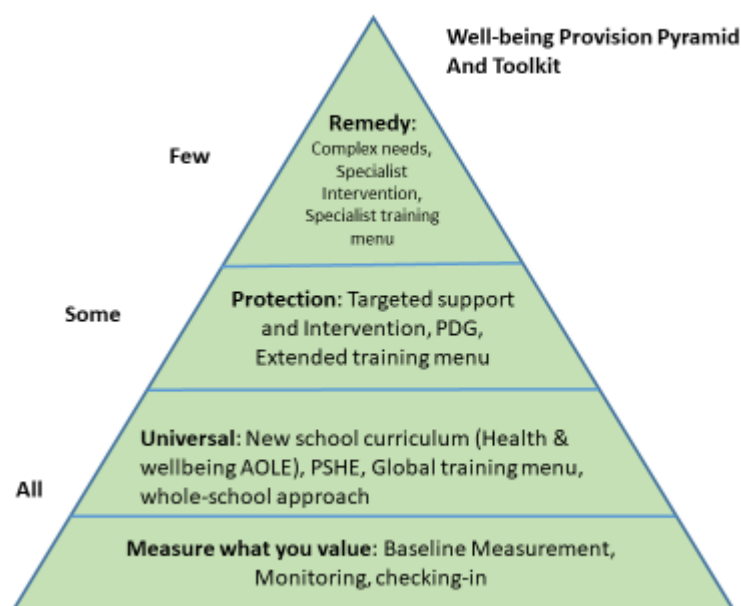 Well-being Provision Pyramid
And Toolkit
Few
Remedy:
Complex needs,
Specialist
Intervention,
Specialist training
menu
Some
Protection: Targeted support
and Intervention, PDG,
Extended training menu
All
Universal: New school curriculum (Health &
wellbeing AOLE), PSHE, Global training menu,
whole-school approach
Measure what you value: Baseline Measurement,
Monitoring, checking-in